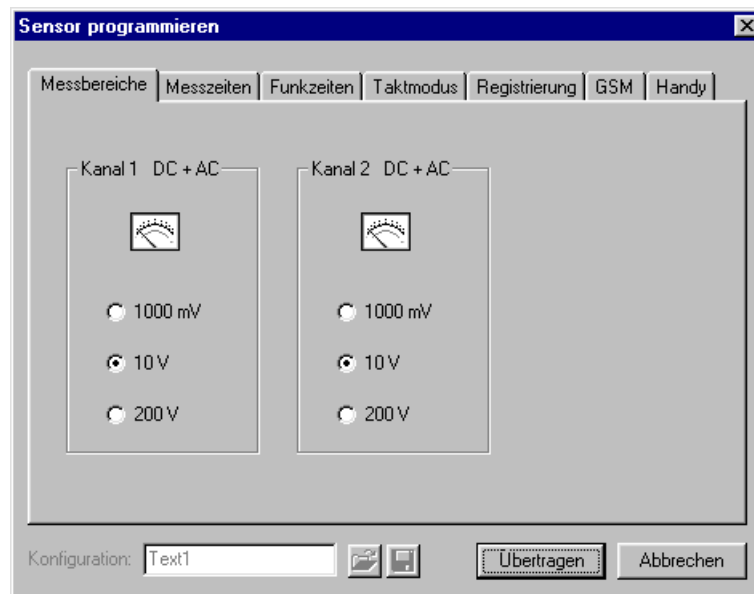 Sensor programmieren
Messbereiche Messzeiten Funkzeiten Taktmodus Registrierung GSM Handy
Kanal 1 DC + AC Kanal 2 DC + AC
1000 mV 1000 mV
10 V 10 V
200 V 200 V
Konfiguration: Text1 Übertragen Abbrechen